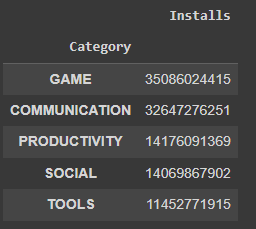 Installs
Category
GAME 35086024415
COMMUNICATION 32647276251
PRODUCTIVITY 14176091369
SOCIAL 14069867902
TOOLS 11452771915